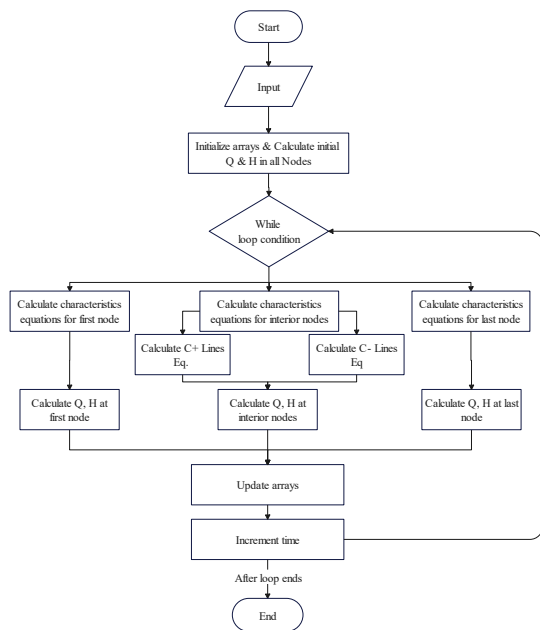 Start
Input
Initialize arrays & Calculate initial
Q & H in all Nodes
While
loop condition
Calculate characteristics
equations for first node
Calculate characteristics
equations for interior nodes
Calculate characteristics
equations for last node
Calculate C+ Lines
Eq.
Calculate C- Lines
Eq
Calculate Q, H at
first node
Calculate Q, H at
interior nodes
Calculate Q, H at last
node
Update arrays
Increment time
After loop ends
End